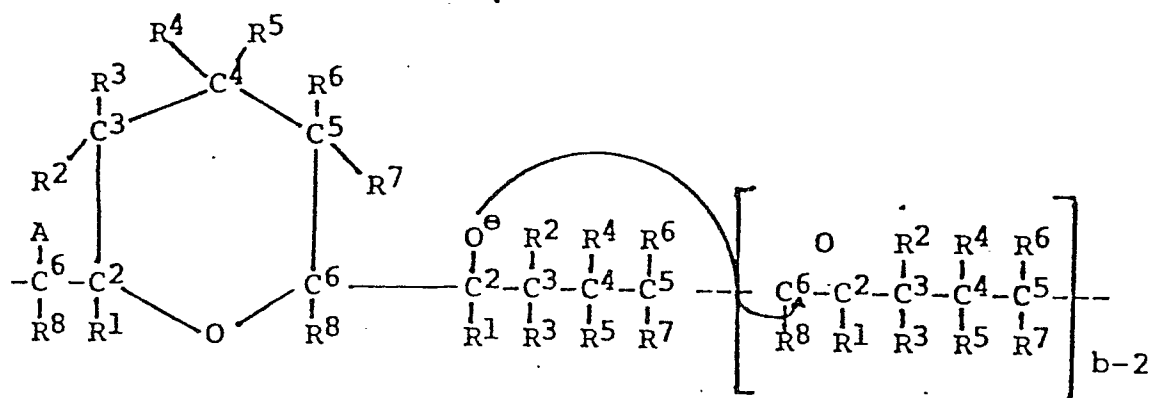 R⁴ R⁵
R³ C⁴ R⁶
C³ C⁵
R² R⁷
A O⊖ R² R⁴ R⁶ O R² R⁴ R⁶
-C⁶-C² C⁶ C²-C³-C⁴-C⁵ --- C⁶-C²-C³-C⁴-C⁵---
R⁸ R¹ O R⁸ R¹ R³ R⁵ R⁷ R⁸ R¹ R³ R⁵ R⁷
b-2